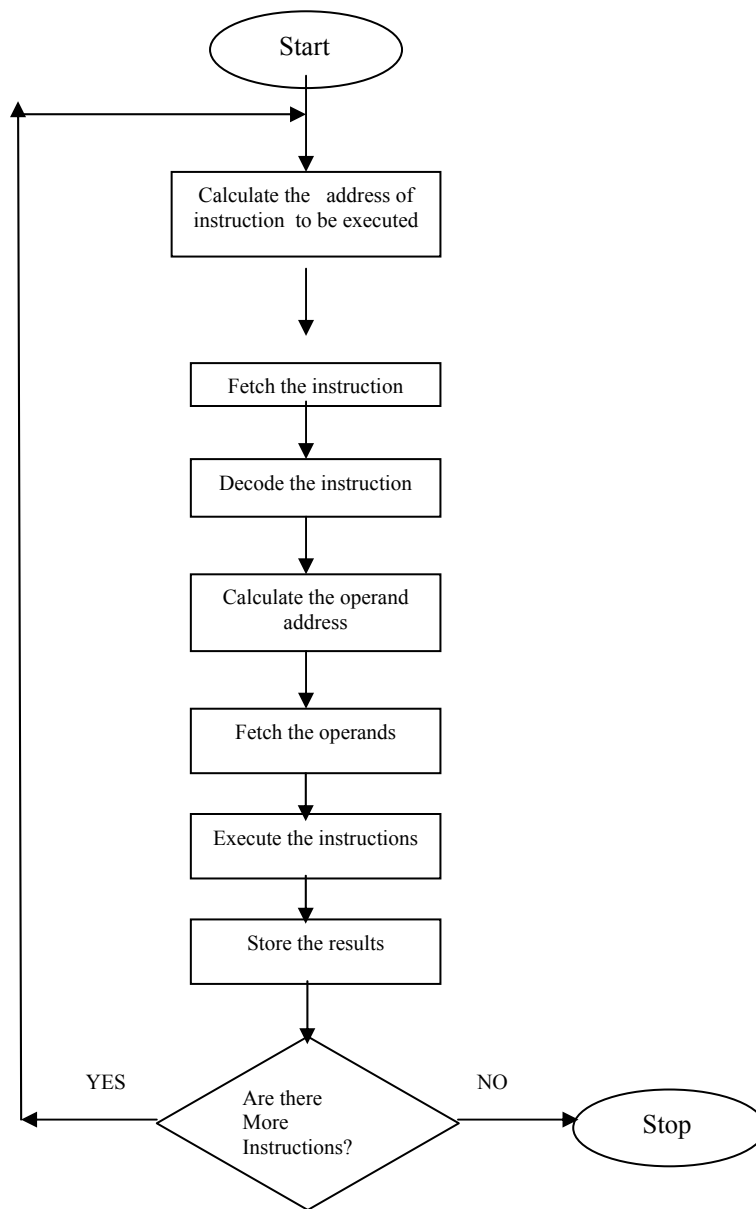 Start
Calculate the address of
instruction to be executed
Fetch the instruction
Decode the instruction
Calculate the operand
address
Fetch the operands
Execute the instructions
Store the results
YES
NO
Are there
More
Instructions?
Stop